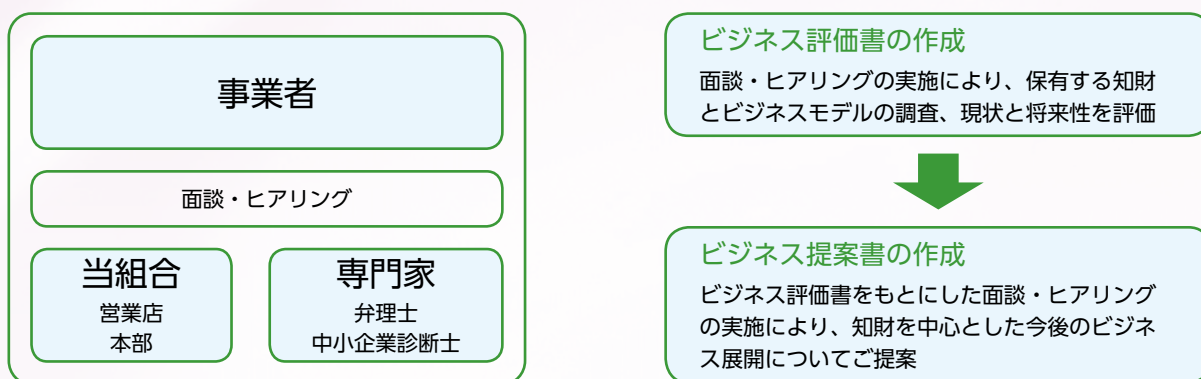 事業者
面談・ヒアリング
当組合
営業店
本部
専門家
弁理士
中小企業診断士
ビジネス評価書の作成
面談・ヒアリングの実施により、保有する知財
とビジネスモデルの調査、現状と将来性を評価
ビジネス提案書の作成
ビジネス評価書をもとにした面談・ヒアリング
の実施により、知財を中心とした今後のビジネ
ス展開についてご提案